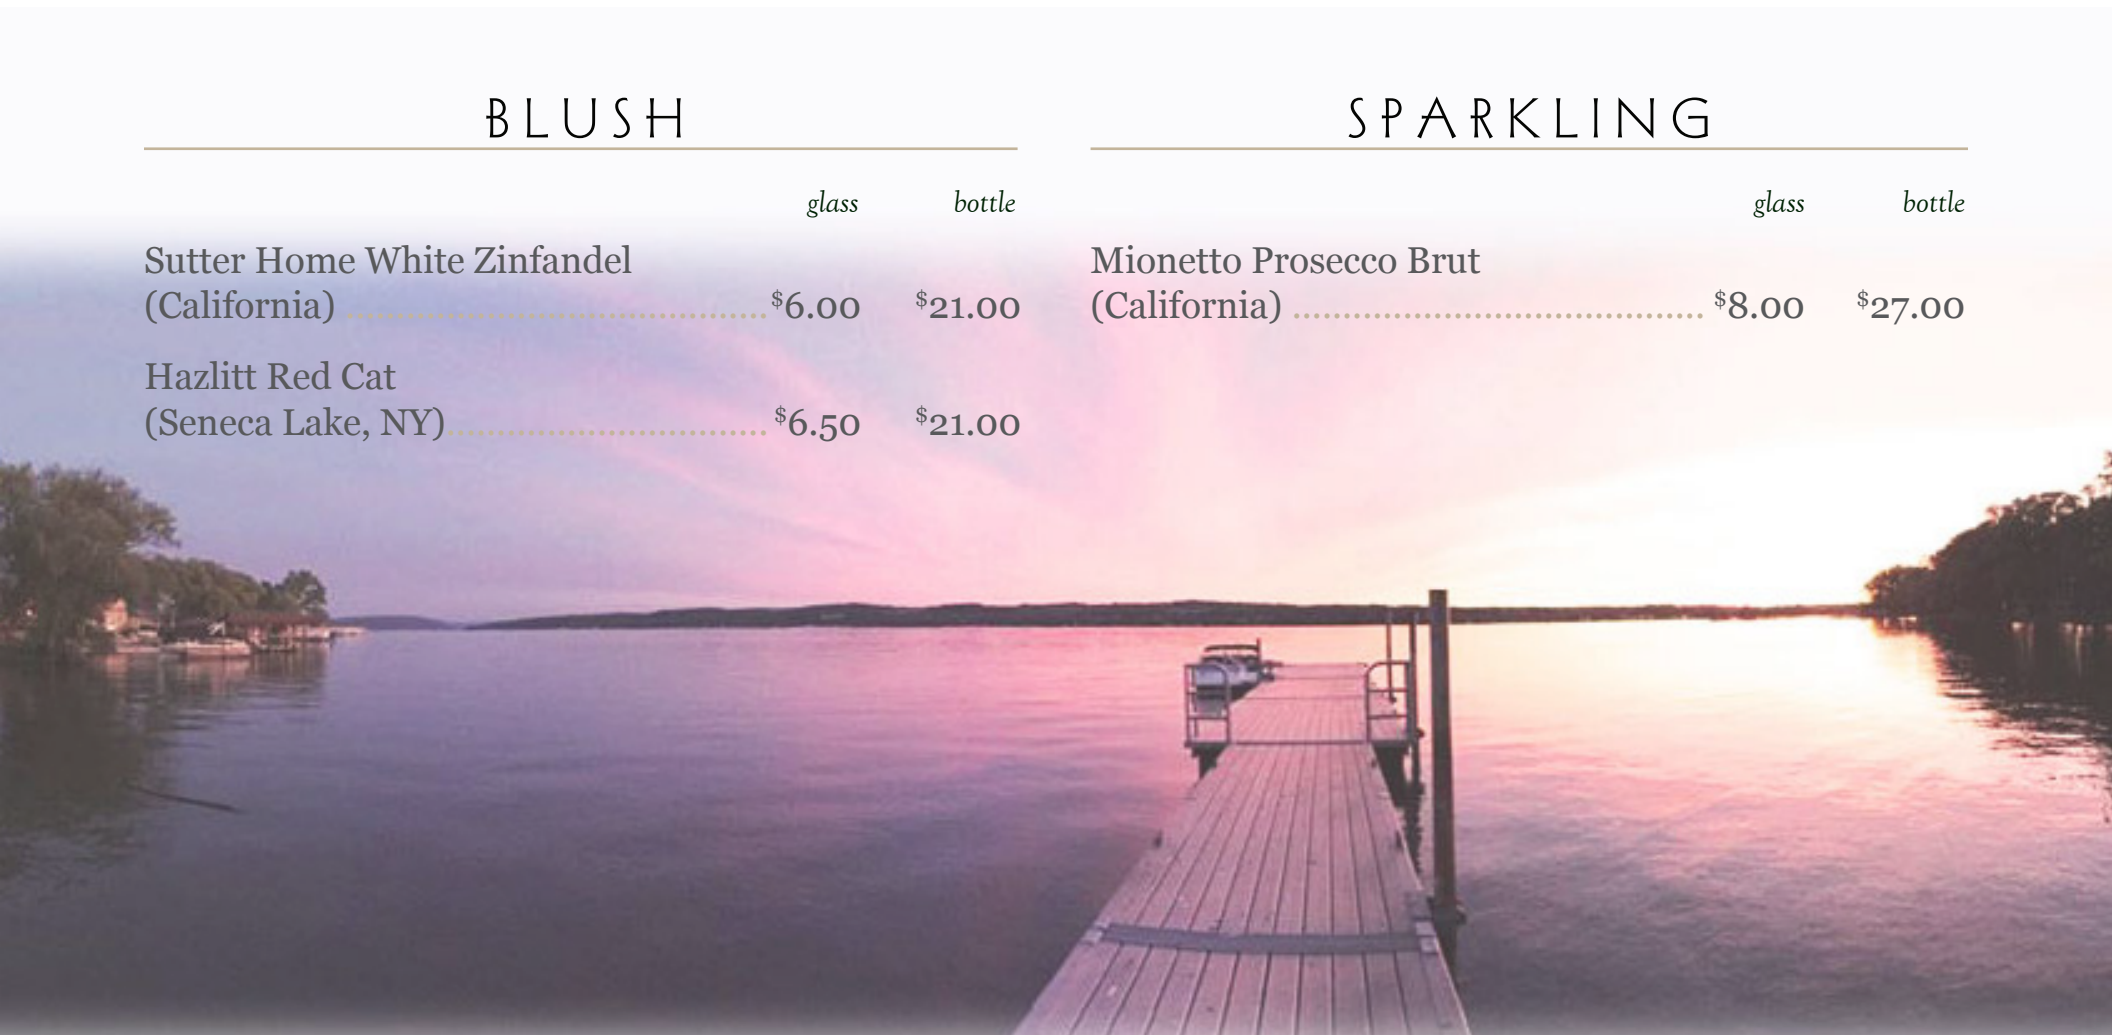 BLUSH
glass bottle
Sutter Home White Zinfandel
(California) ........................................ $6.00 $21.00
Hazlitt Red Cat
(Seneca Lake, NY) ................................ $6.50 $21.00
SPARKLING
glass bottle
Mionetto Prosecco Brut
(California) ........................................ $8.00 $27.00